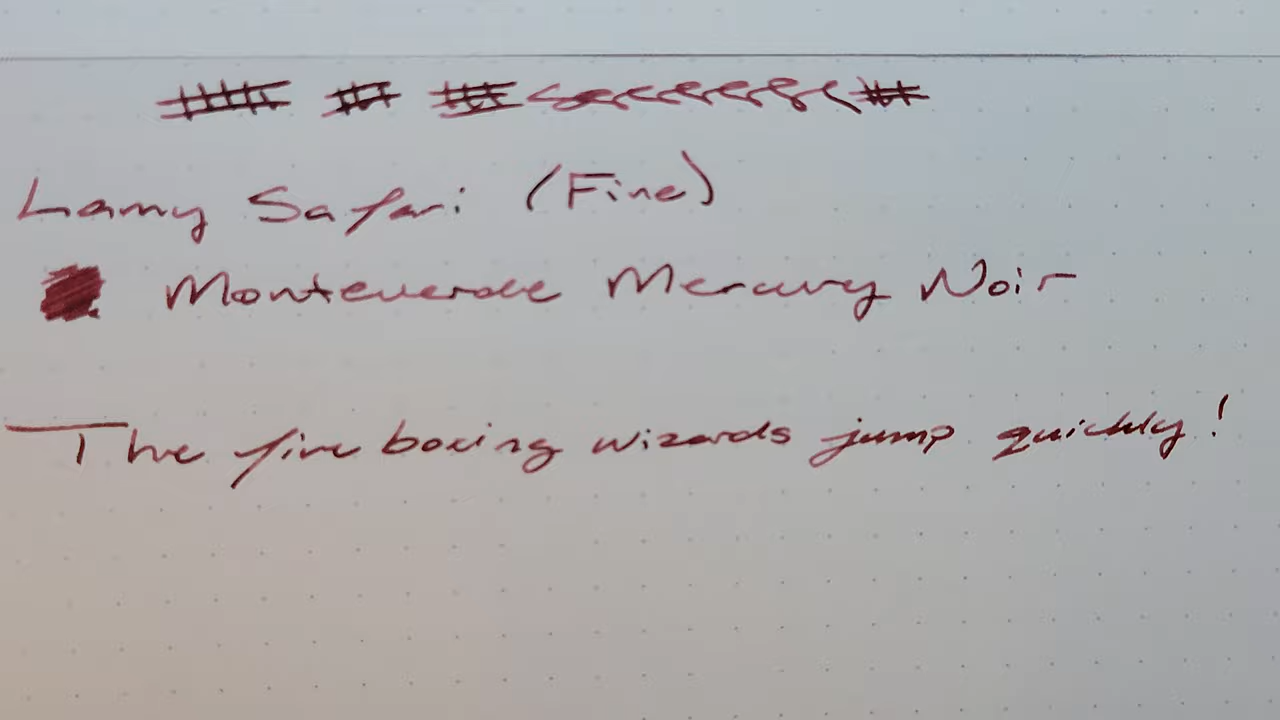 Lamy Safari (Fine)
Monteverde Mercury Noir
The five boxing wizards jump quickly!